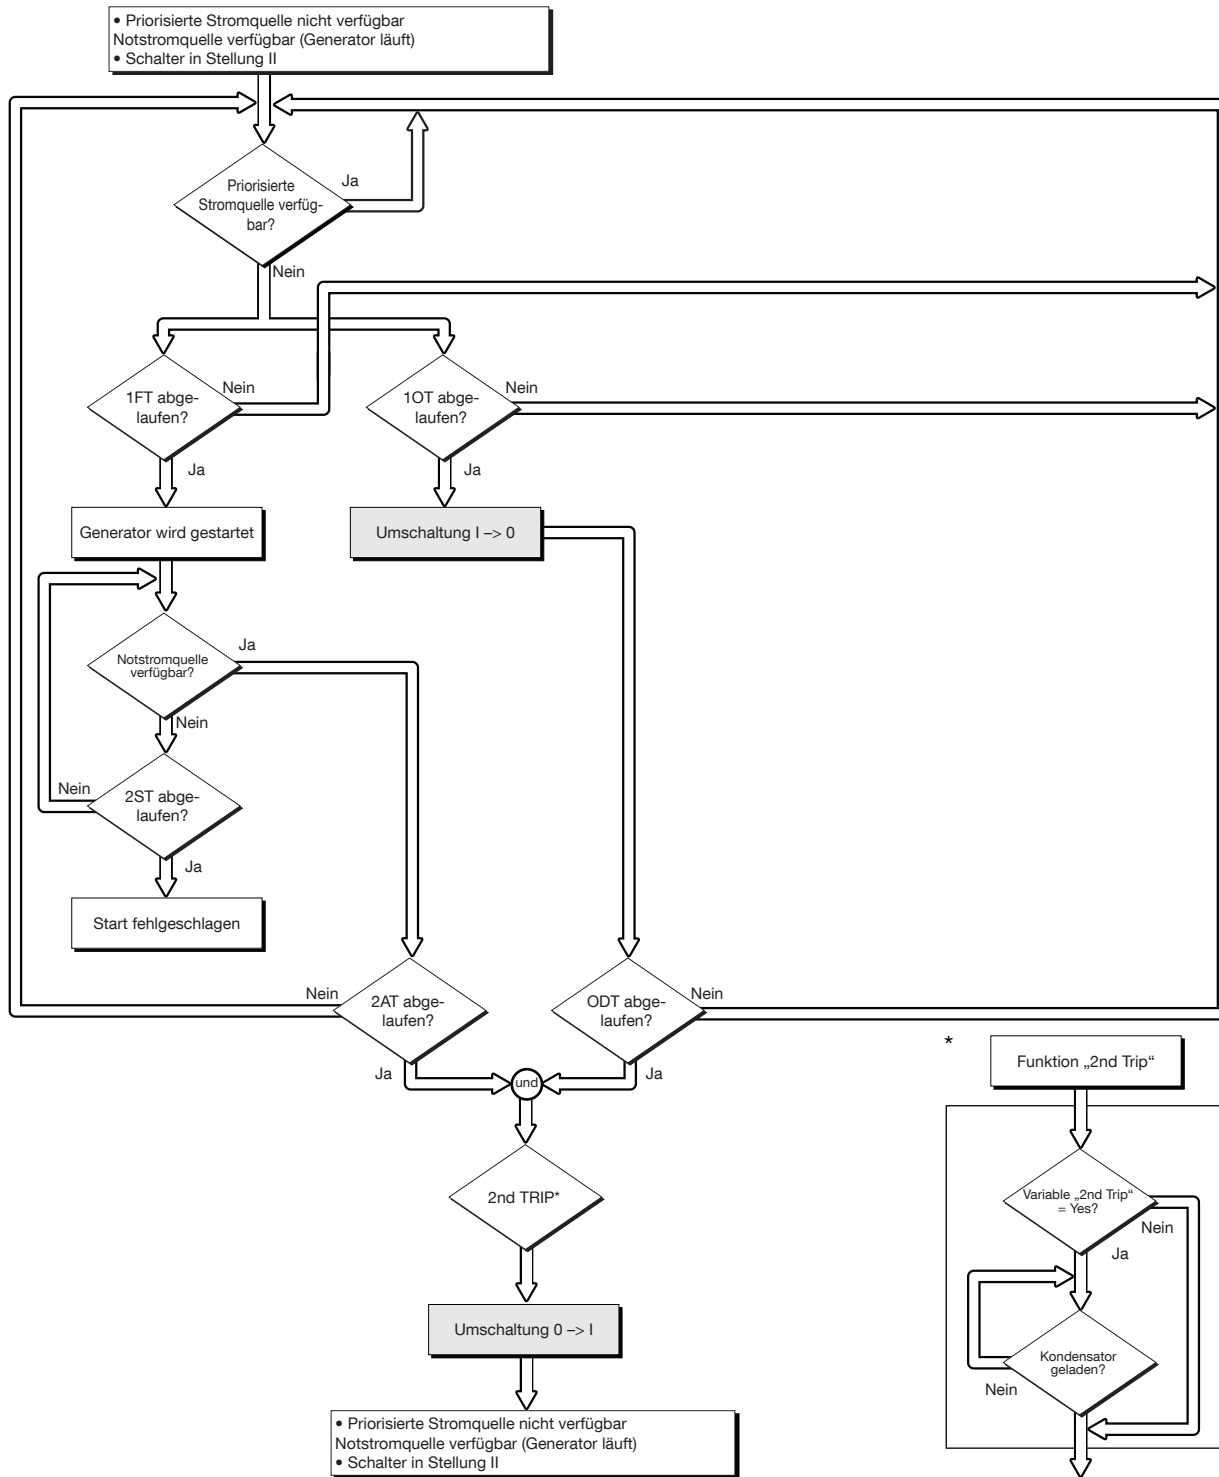 • Priorisierte Stromquelle nicht verfügbar
Notstromquelle verfügbar (Generator läuft)
• Schalter in Stellung II
Priorisierte
Stromquelle verfüg-
bar?
Ja
Nein
1FT abge-
laufen?
Nein
1OT abge-
laufen?
Nein
Ja
Ja
Generator wird gestartet
Umschaltung I –> 0
Notstromquelle
verfügbar?
Ja
Nein
2ST abge-
laufen?
Nein
Ja
Start fehlgeschlagen
Nein
2AT abge-
laufen?
ODT abge-
laufen?
Nein
Ja
und
Ja
2nd TRIP*
Umschaltung 0 –> I
• Priorisierte Stromquelle nicht verfügbar
Notstromquelle verfügbar (Generator läuft)
• Schalter in Stellung II
*
Funktion „2nd Trip“
Variable „2nd Trip“
= Yes?
Nein
Ja
Kondensator
geladen?
Nein